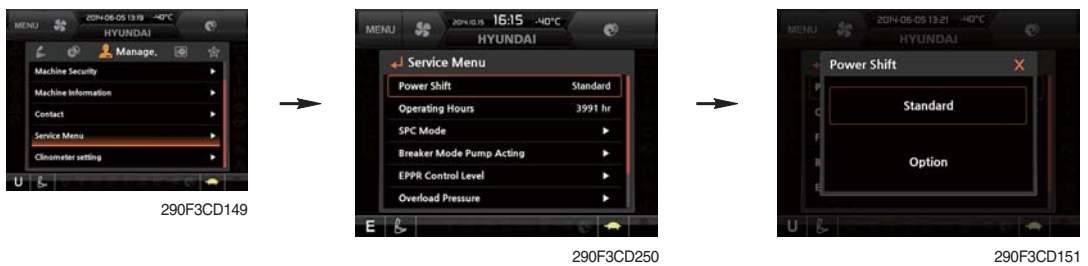 MENU 2014-06-05 13:19 -40°C
HYUNDAI
Manage.
Machine Security
Machine Information
Contact
Service Menu
Clinometer setting
U
290F3CD149
MENU 2014.10.15 16:15 -40°C
HYUNDAI
Service Menu
Power Shift Standard
Operating Hours 3991 hr
SPC Mode
Breaker Mode Pump Acting
EPPR Control Level
Overload Pressure
E
290F3CD250
MENU 2014-06-05 13:21 -40°C
HYUNDAI
Power Shift X
Standard
Option
U
290F3CD151